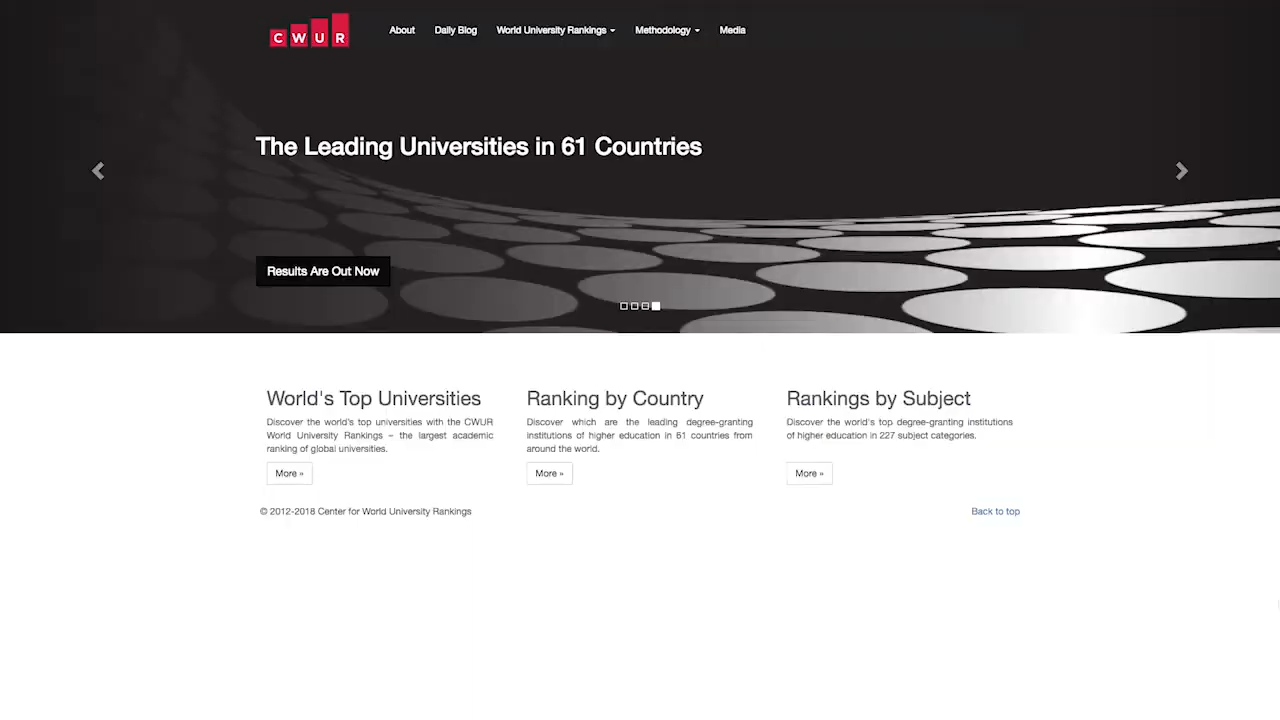 CWUR
About
Daily Blog
World University Rankings
Methodology
Media
The Leading Universities in 61 Countries
Results Are Out Now
World's Top Universities
Discover the world's top universities with the CWUR
World University Rankings – the largest academic
ranking of global universities.
More »
Ranking by Country
Discover which are the leading degree-granting
institutions of higher education in 61 countries from
around the world.
More »
Rankings by Subject
Discover the world's top degree-granting institutions
of higher education in 227 subject categories.
More »
© 2012-2018 Center for World University Rankings
Back to top